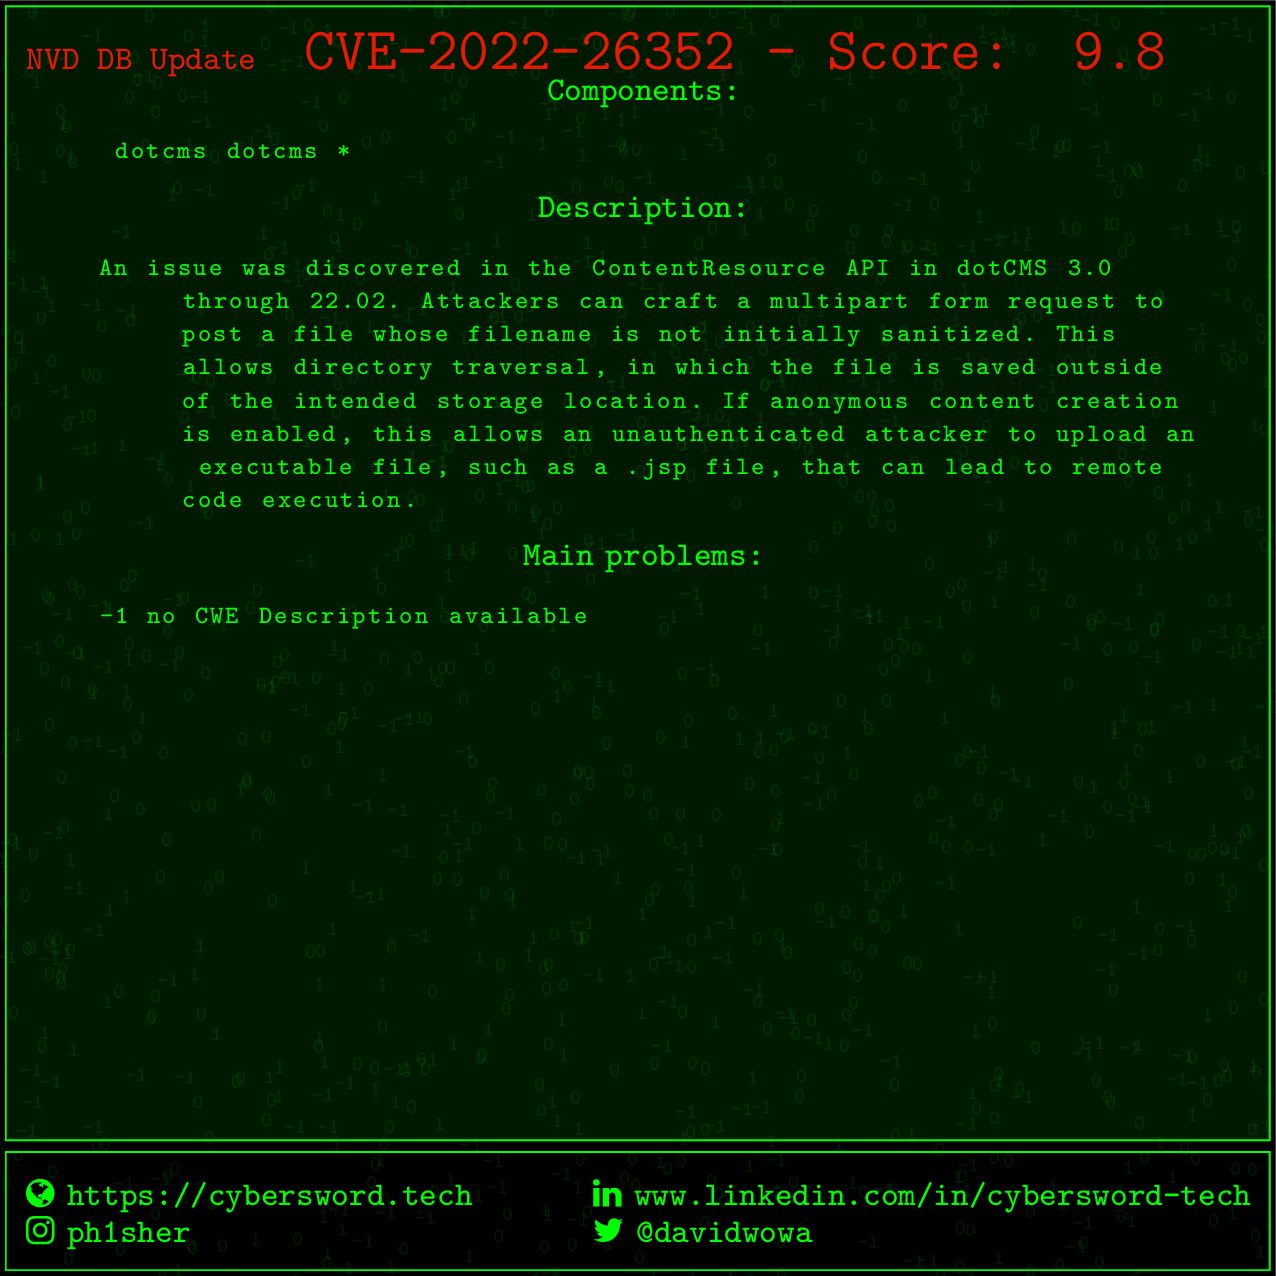 NVD DB Update CVE-2022-26352 - Score: 9.8
Components:
dotcms dotcms *
Description:
An issue was discovered in the ContentResource API in dotCMS 3.0
through 22.02. Attackers can craft a multipart form request to
post a file whose filename is not initially sanitized. This
allows directory traversal, in which the file is saved outside
of the intended storage location. If anonymous content creation
is enabled, this allows an unauthenticated attacker to upload an
executable file, such as a .jsp file, that can lead to remote
code execution.
Main problems:
-1 no CWE Description available
https://cybersword.tech www.linkedin.com/in/cybersword-tech
ph1sher @davidwowa